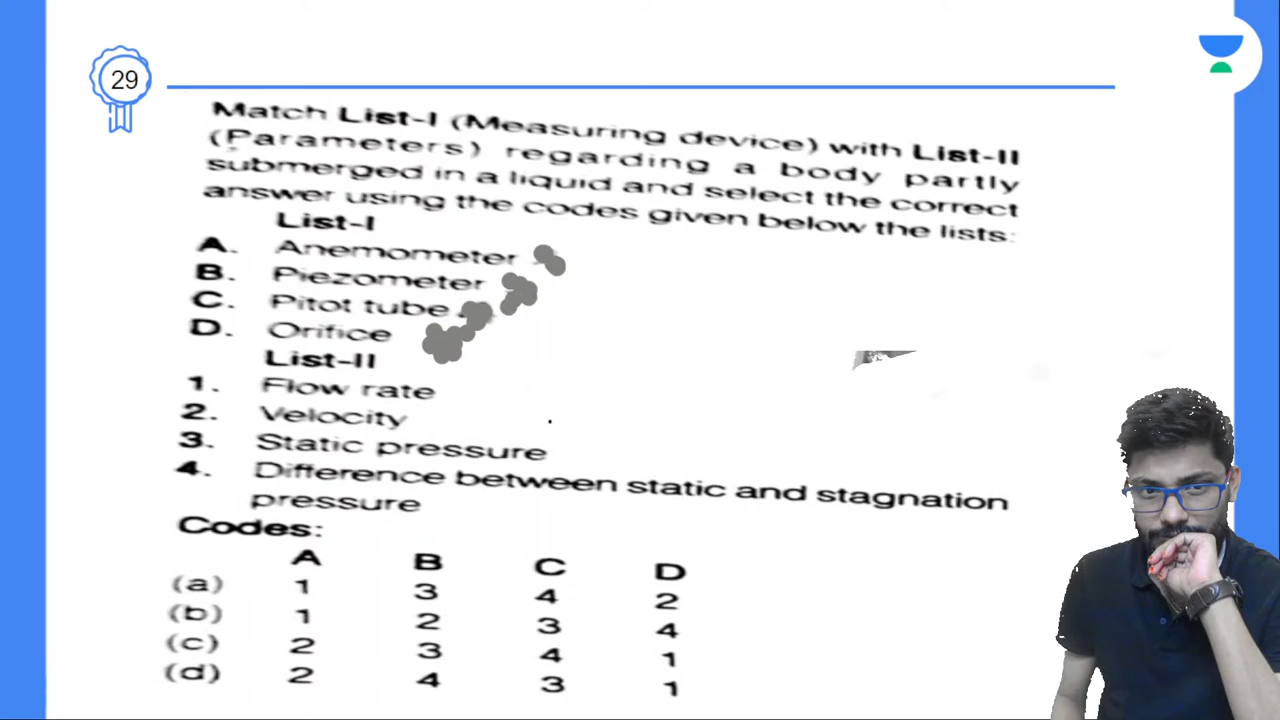 29
Match List-I (Measuring device) with List-II
(Parameters) regarding a body partly
submerged in a liquid and select the correct
answer using the codes given below the lists:
List-I
A. Anemometer
B. Piezometer
C. Pitot tube
D. Orifice
List-II
1. Flow rate
2. Velocity
3. Static pressure
4. Difference between static and stagnation
pressure
Codes:
A B C D
(a) 1 3 4 2
(b) 1 2 3 4
(c) 2 3 4 1
(d) 2 4 3 1